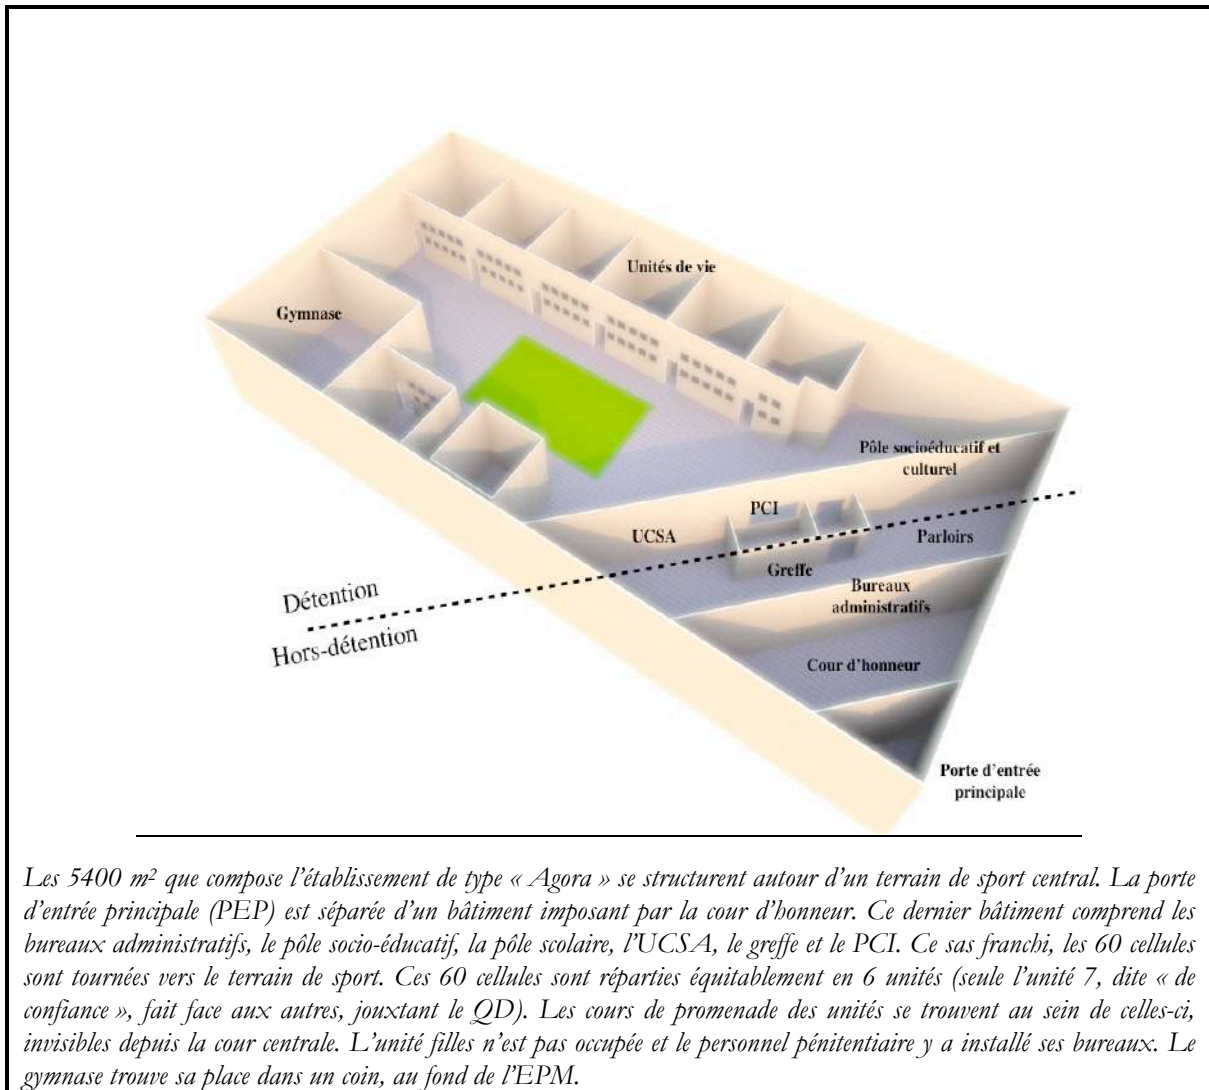 Unités de vie
Gymnase
Pôle socioéducatif et
culturel
PCI
UCSA
Parloirs
Greffe
Bureaux
administratifs
Détention
Hors-détention
Cour d’honneur
Porte d’entrée
principale
Les 5400 m² que compose l’établissement de type « Agora » se structurent autour d’un terrain de sport central. La porte
d’entrée principale (PEP) est séparée d’un bâtiment imposant par la cour d’honneur. Ce dernier bâtiment comprend les
bureaux administratifs, le pôle socio-éducatif, la pôle scolaire, l’UCSA, le greffe et le PCI. Ce sas franchi, les 60 cellules
sont tournées vers le terrain de sport. Ces 60 cellules sont réparties équitablement en 6 unités (seule l’unité 7, dite « de
confiance », fait face aux autres, jouxtant le QD). Les cours de promenade des unités se trouvent au sein de celles-ci,
invisibles depuis la cour centrale. L’unité filles n’est pas occupée et le personnel pénitentiaire y a installé ses bureaux. Le
gymnase trouve sa place dans un coin, au fond de l’EPM.